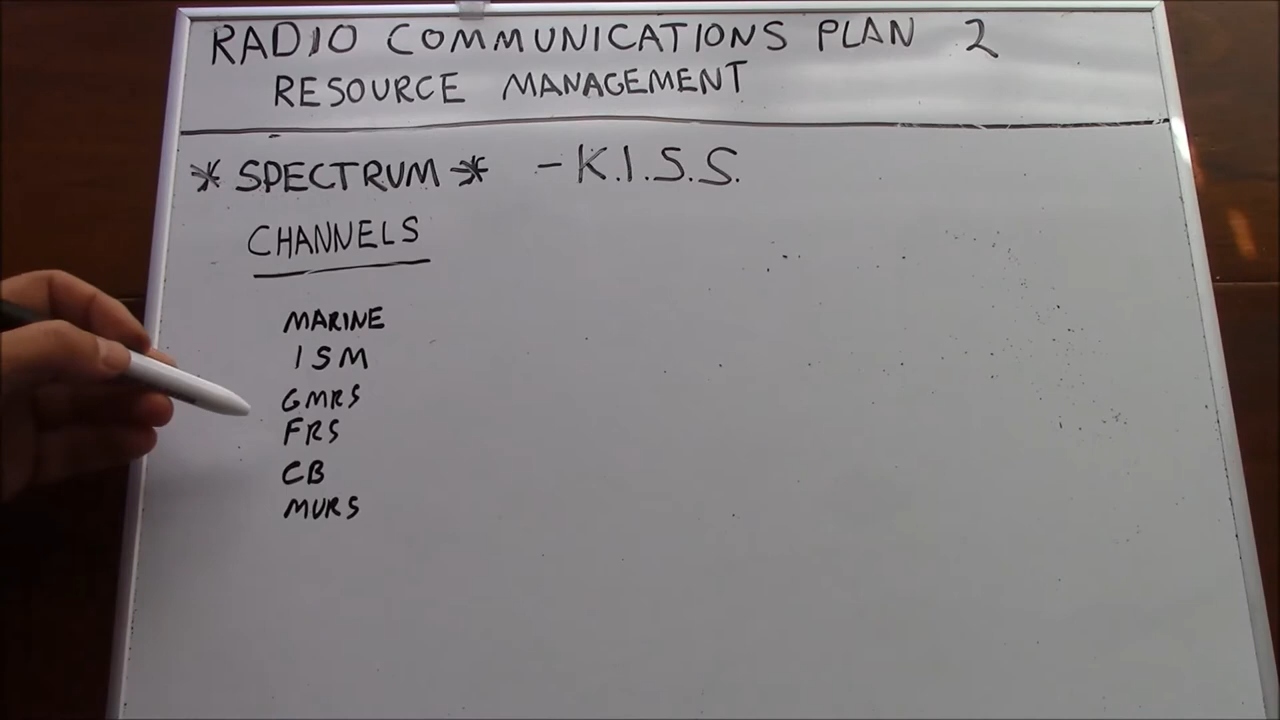 RADIO COMMUNICATIONS PLAN 2
RESOURCE MANAGEMENT
* SPECTRUM * - K.I.S.S.
CHANNELS
MARINE
ISM
GMRS
FRS
CB
MURS